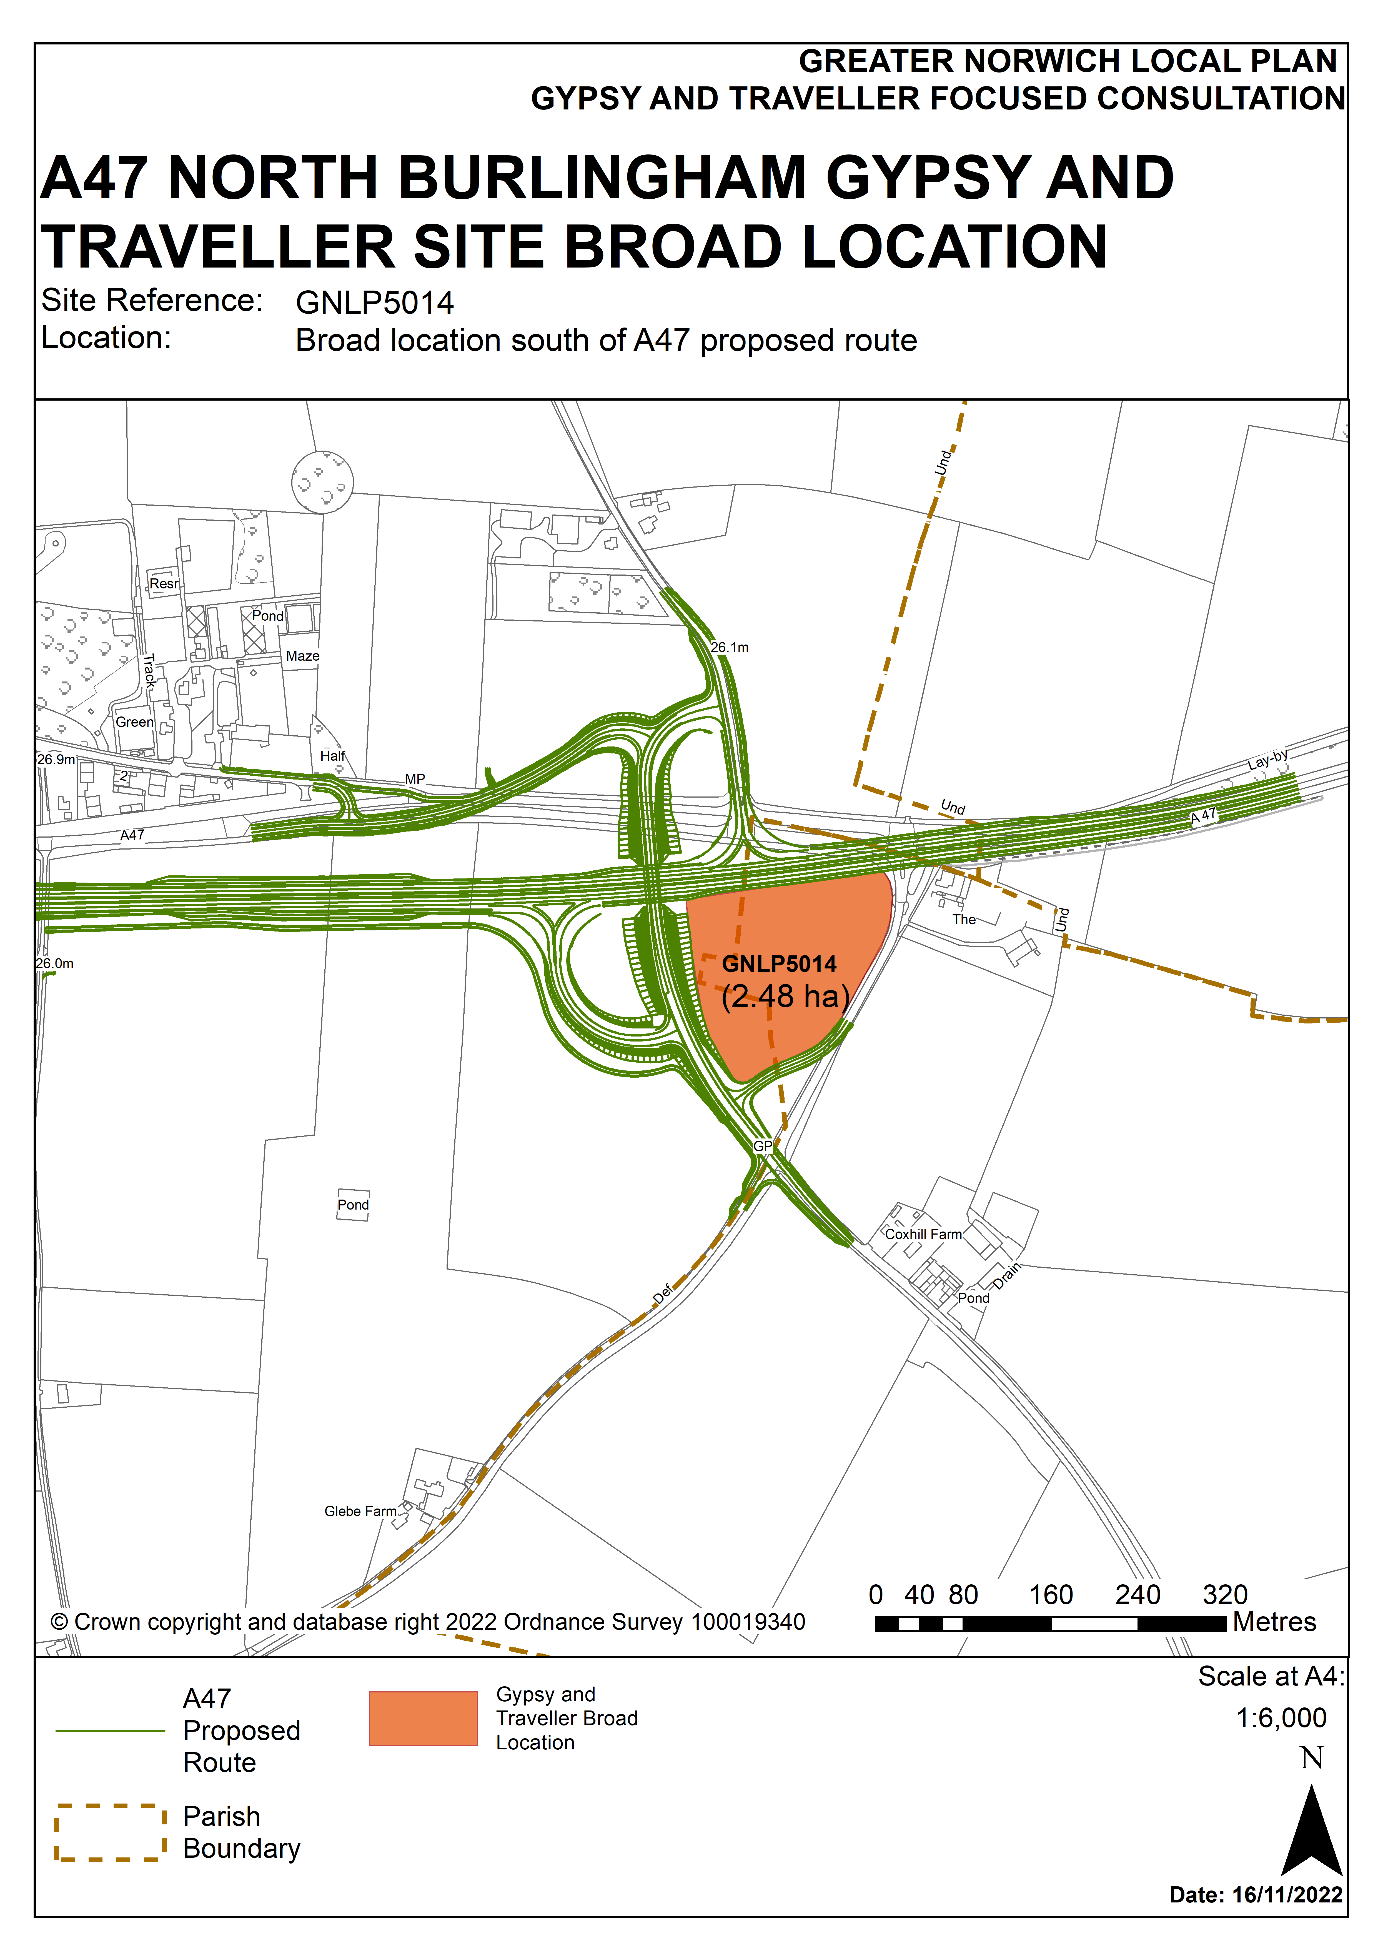 GREATER NORWICH LOCAL PLAN
GYPSY AND TRAVELLER FOCUSED CONSULTATION
A47 NORTH BURLINGHAM GYPSY AND
TRAVELLER SITE BROAD LOCATION
Site Reference: GNLP5014
Location: Broad location south of A47 proposed route
Und
Resr
Pond
26.1m
Maze
Track
Green
26.9m
Half
Lay-by
2
MP
Und
A47
A47
The
Und
26.0m
GNLP5014
(2.48 ha)
GP
Pond
Coxhill Farm
Drain
Def
Pond
Glebe Farm
0 40 80 160 240 320
Metres
© Crown copyright and database right 2022 Ordnance Survey 100019340
Scale at A4:
1:6,000
N
A47
Proposed
Route
Gypsy and
Traveller Broad
Location
Parish
Boundary
Date: 16/11/2022